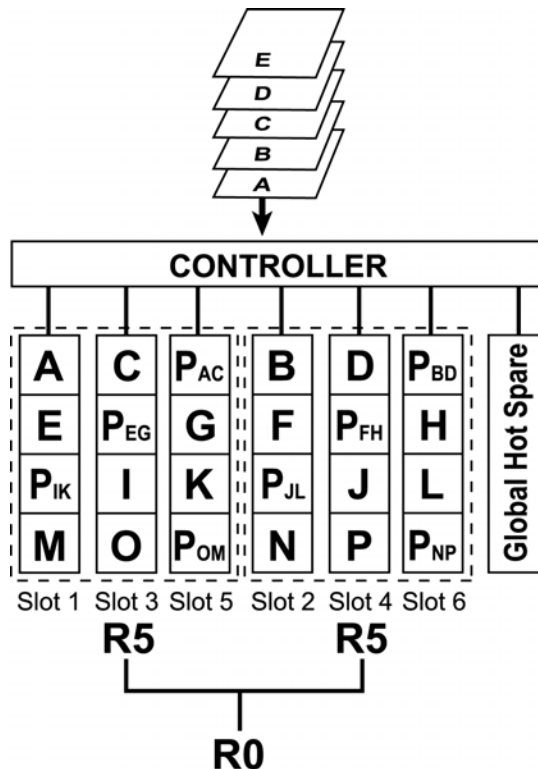 E
D
C
B
A
CONTROLLER
A C PAC B D PBD
E PEG G F PFH H
PIK I K PJL J L
M O POM N P PNP
Global Hot Spare
Slot 1 Slot 3 Slot 5 Slot 2 Slot 4 Slot 6
R5 R5
R0